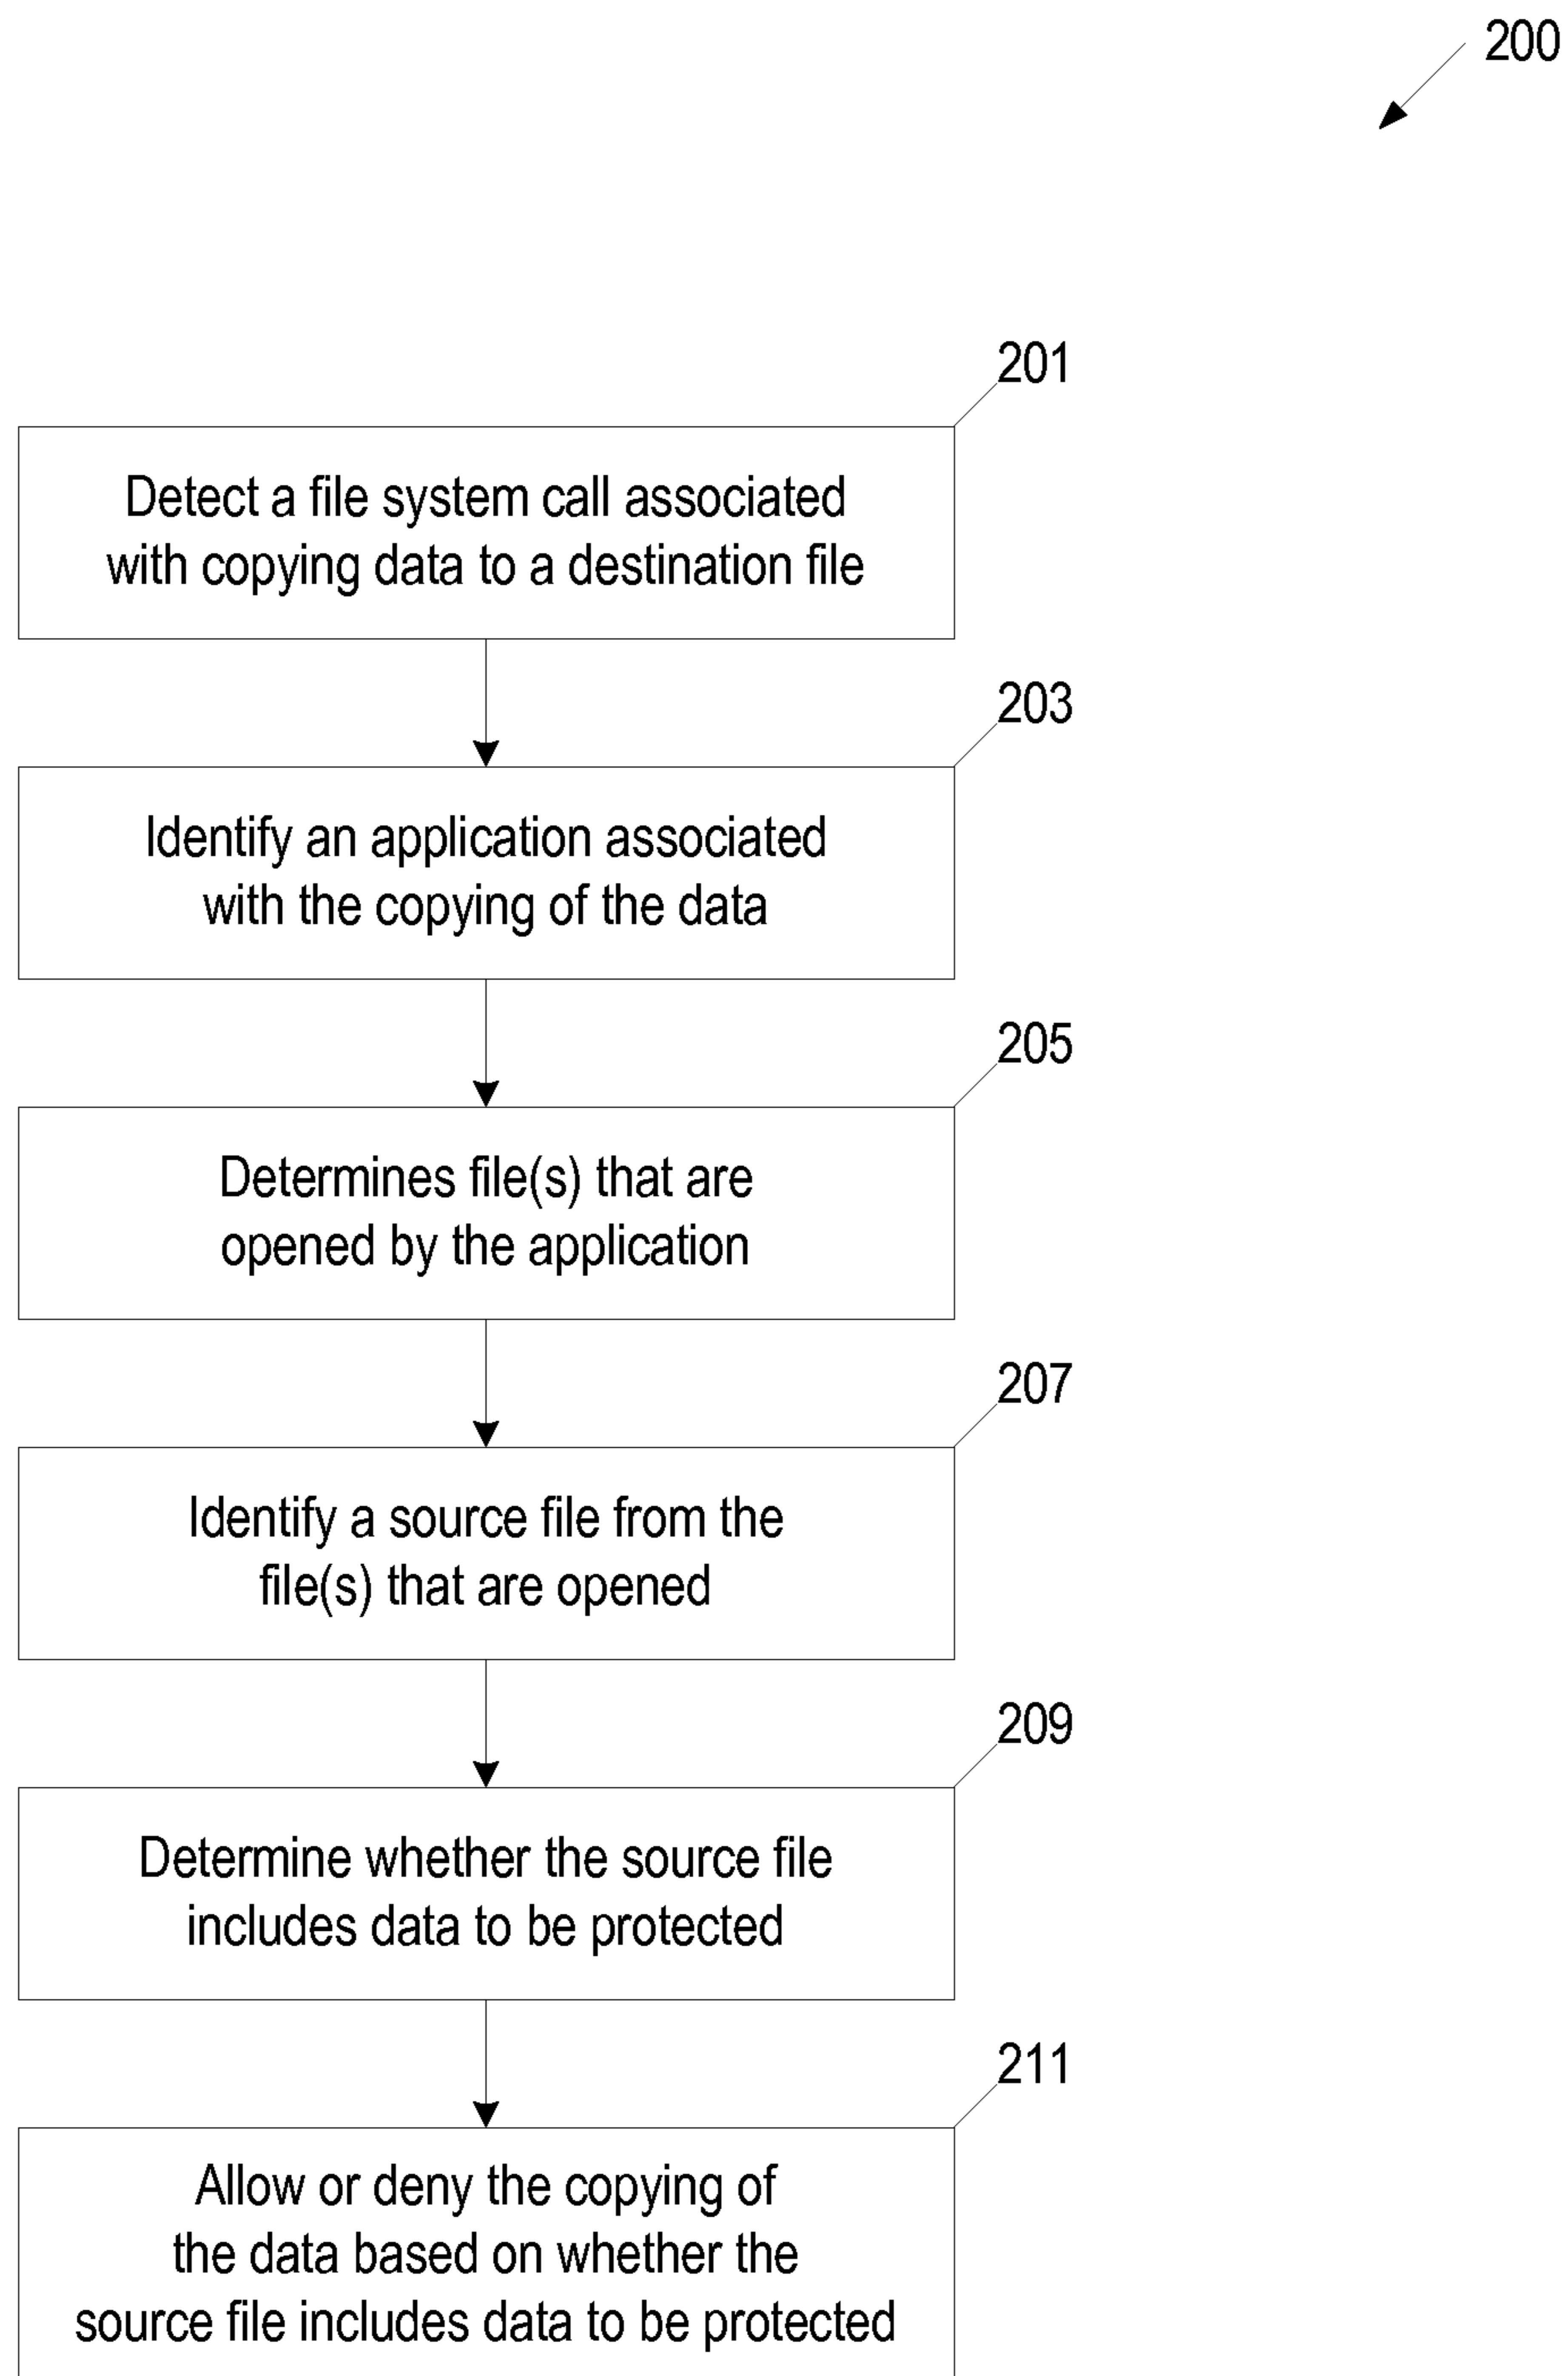 200
201
Detect a file system call associated
with copying data to a destination file
203
Identify an application associated
with the copying of the data
205
Determines file(s) that are
opened by the application
207
Identify a source file from the
file(s) that are opened
209
Determine whether the source file
includes data to be protected
211
Allow or deny the copying of
the data based on whether the
source file includes data to be protected